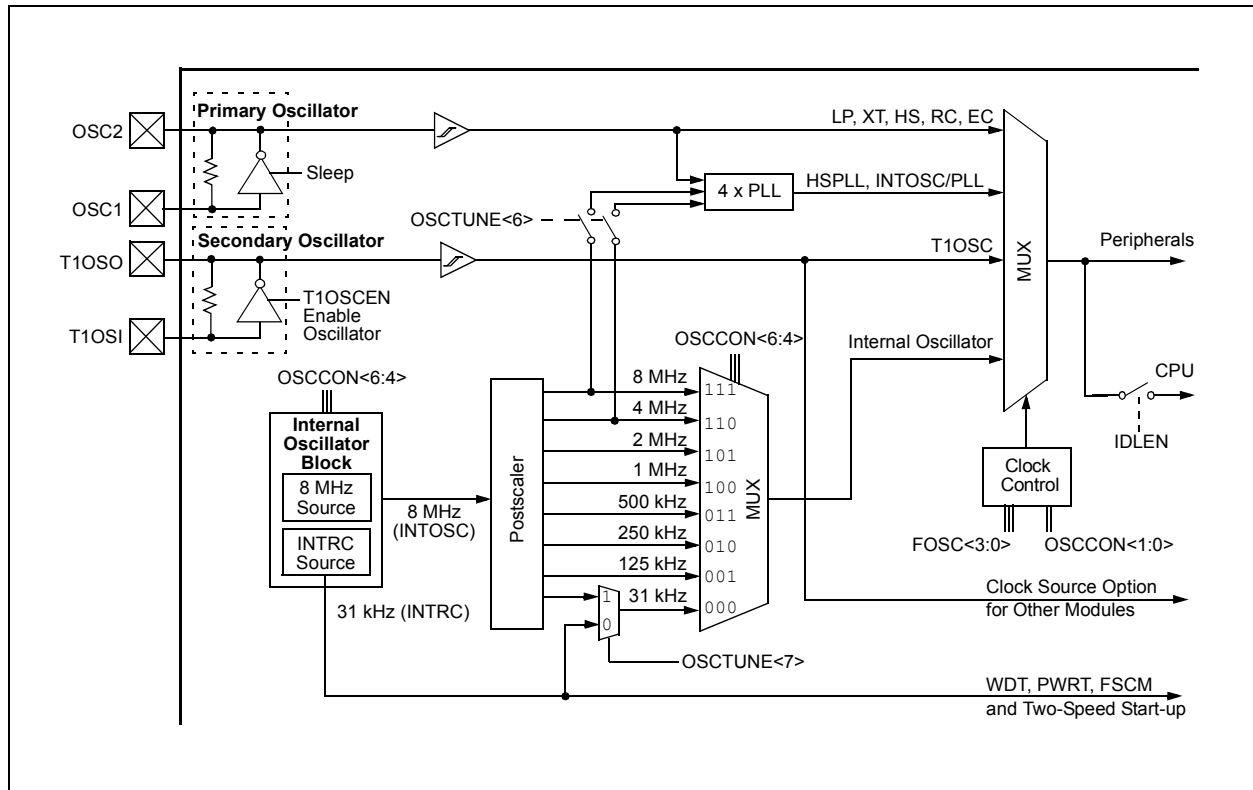 Primary Oscillator
OSC2
LP, XT, HS, RC, EC
Sleep
4 x PLL
HSPLL, INTOSC/PLL
OSC1
OSCTUNE<6>
MUX
Secondary Oscillator
T1OSO
T1OSC
Peripherals
T1OSCEN
Enable
Oscillator
T1OSI
OSCCON<6:4>
Internal Oscillator
OSCCON<6:4>
CPU
8 MHz
111
Internal
Oscillator
Block
4 MHz
110
IDLEN
2 MHz
101
8 MHz
Source
Postscaler
1 MHz
100
MUX
Clock
Control
8 MHz
(INTOSC)
500 kHz
011
INTRC
Source
250 kHz
010
FOSC<3:0>
OSCCON<1:0>
125 kHz
001
31 kHz (INTRC)
1
0
31 kHz
000
Clock Source Option
for Other Modules
OSCTUNE<7>
WDT, PWRT, FSCM
and Two-Speed Start-up